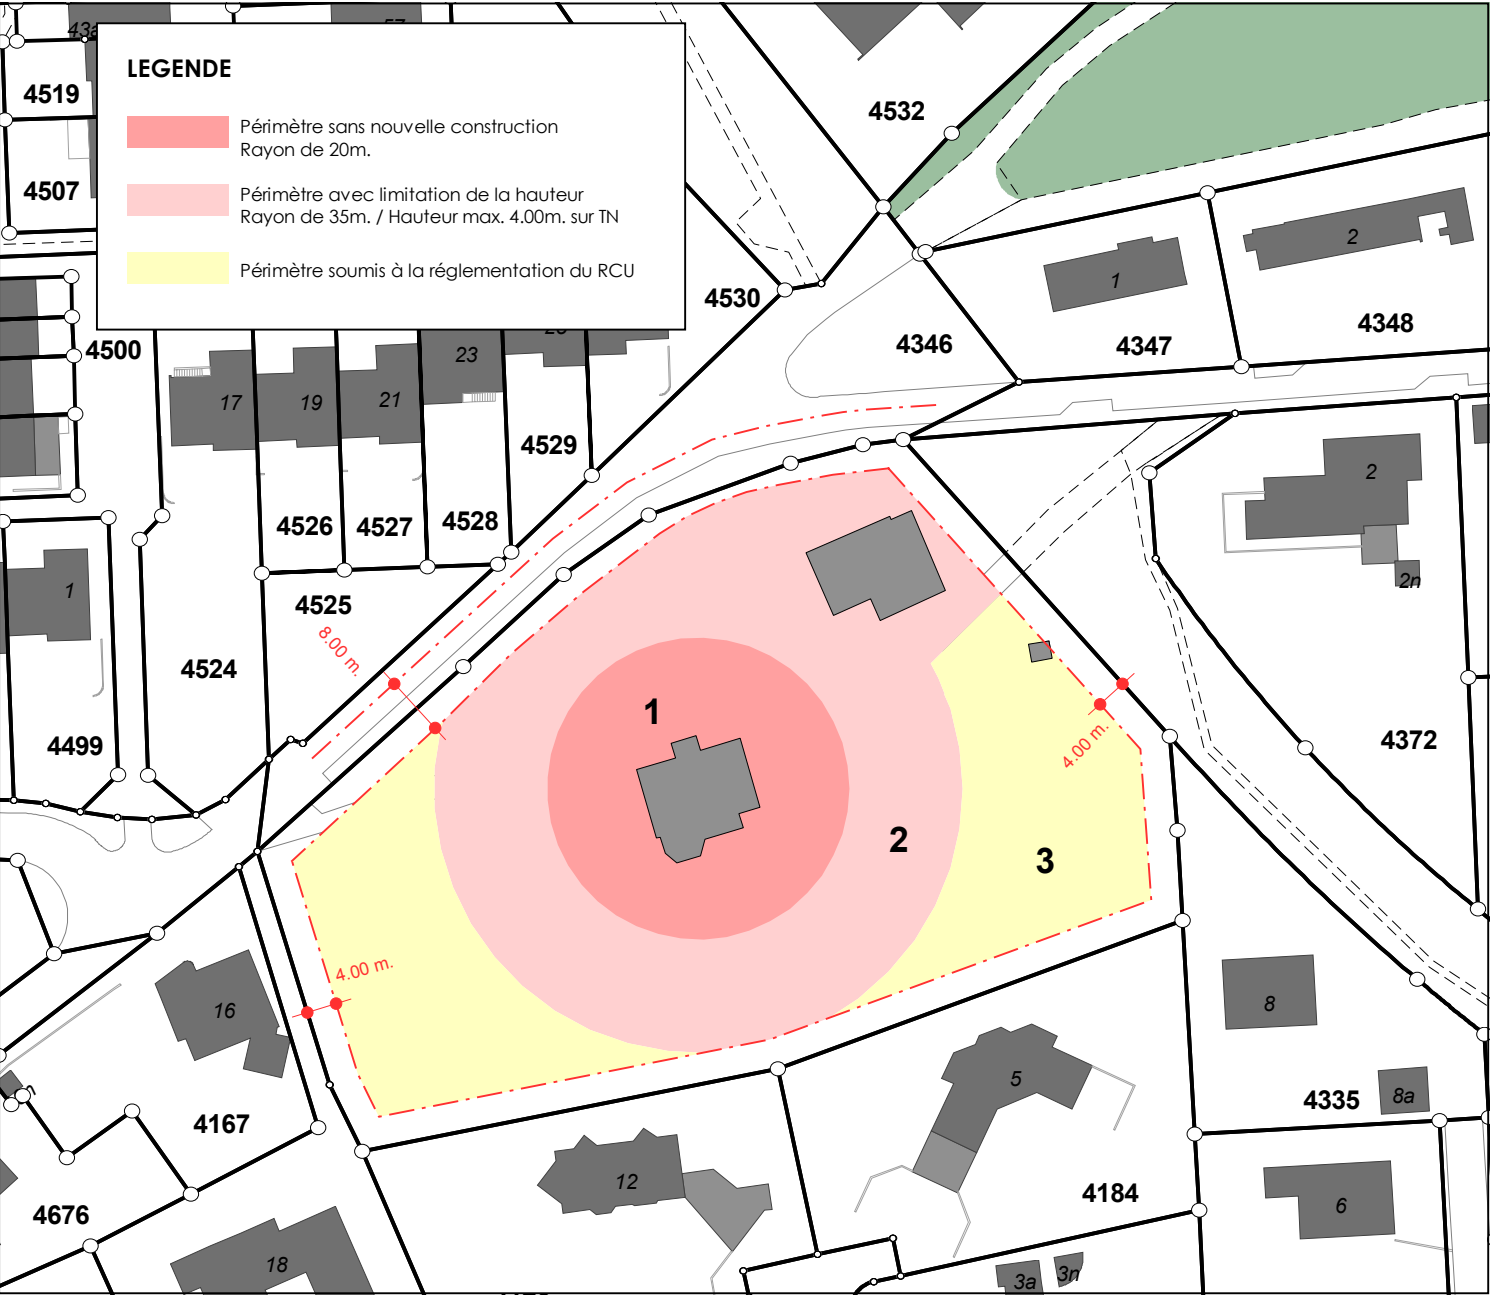 43a
LEGENDE
Périmètre sans nouvelle construction
Rayon de 20m.
Périmètre avec limitation de la hauteur
Rayon de 35m. / Hauteur max. 4.00m. sur TN
Périmètre soumis à la réglementation du RCU
4519
4532
4507
2
1
4530
4348
4500
4346
4347
23
17
19
21
4529
2
4526
4527
4528
2n
1
4525
8.00 m.
4524
1
4499
4372
4.00 m.
2
3
4.00 m.
16
8
5
8a
4335
4167
12
4184
6
4676
18
3a
3n